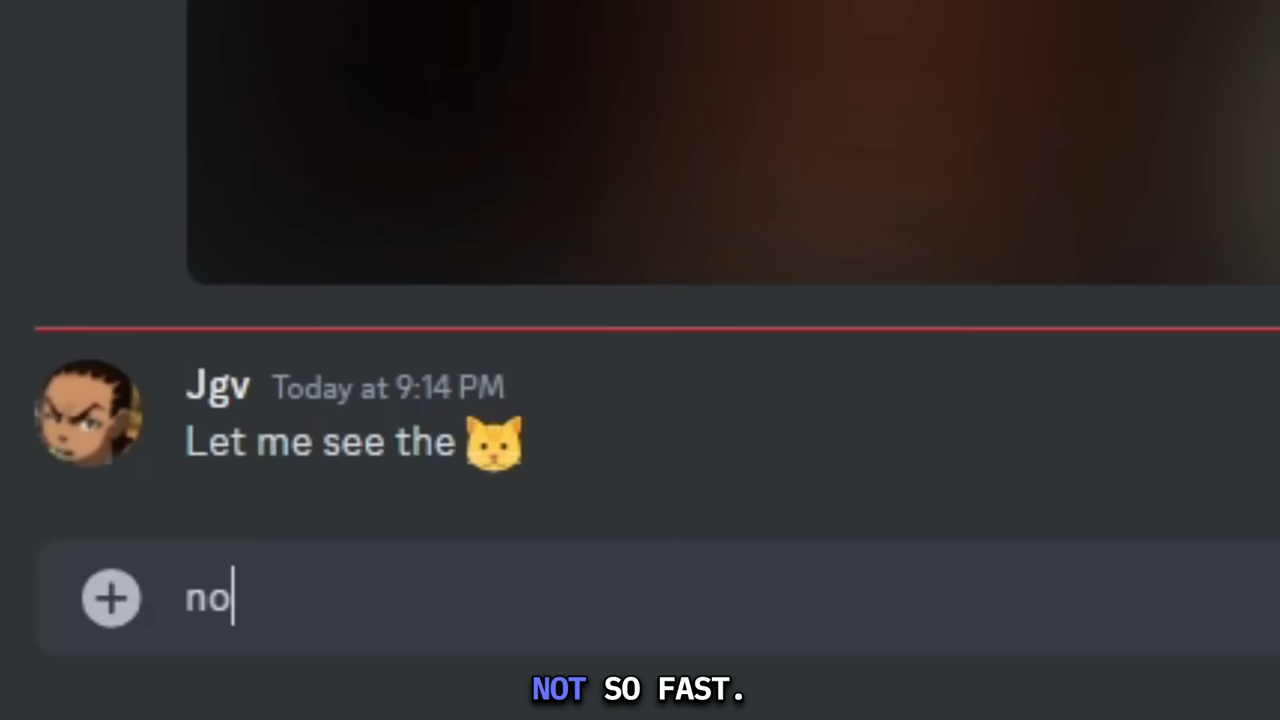 Jgv Today at 9:14 PM
Let me see the 🐱
no
NOT SO FAST.